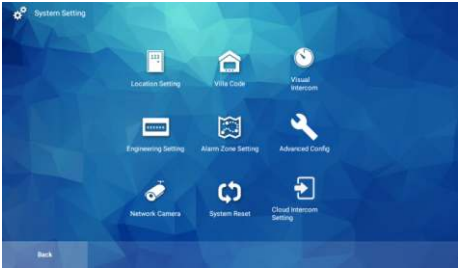 System Setting
Location Setting
Villa Code
Visual
Intercom
Engineering Setting
Alarm Zone Setting
Advanced Config
Network Camera
System Reset
Cloud Intercom
Setting
Back